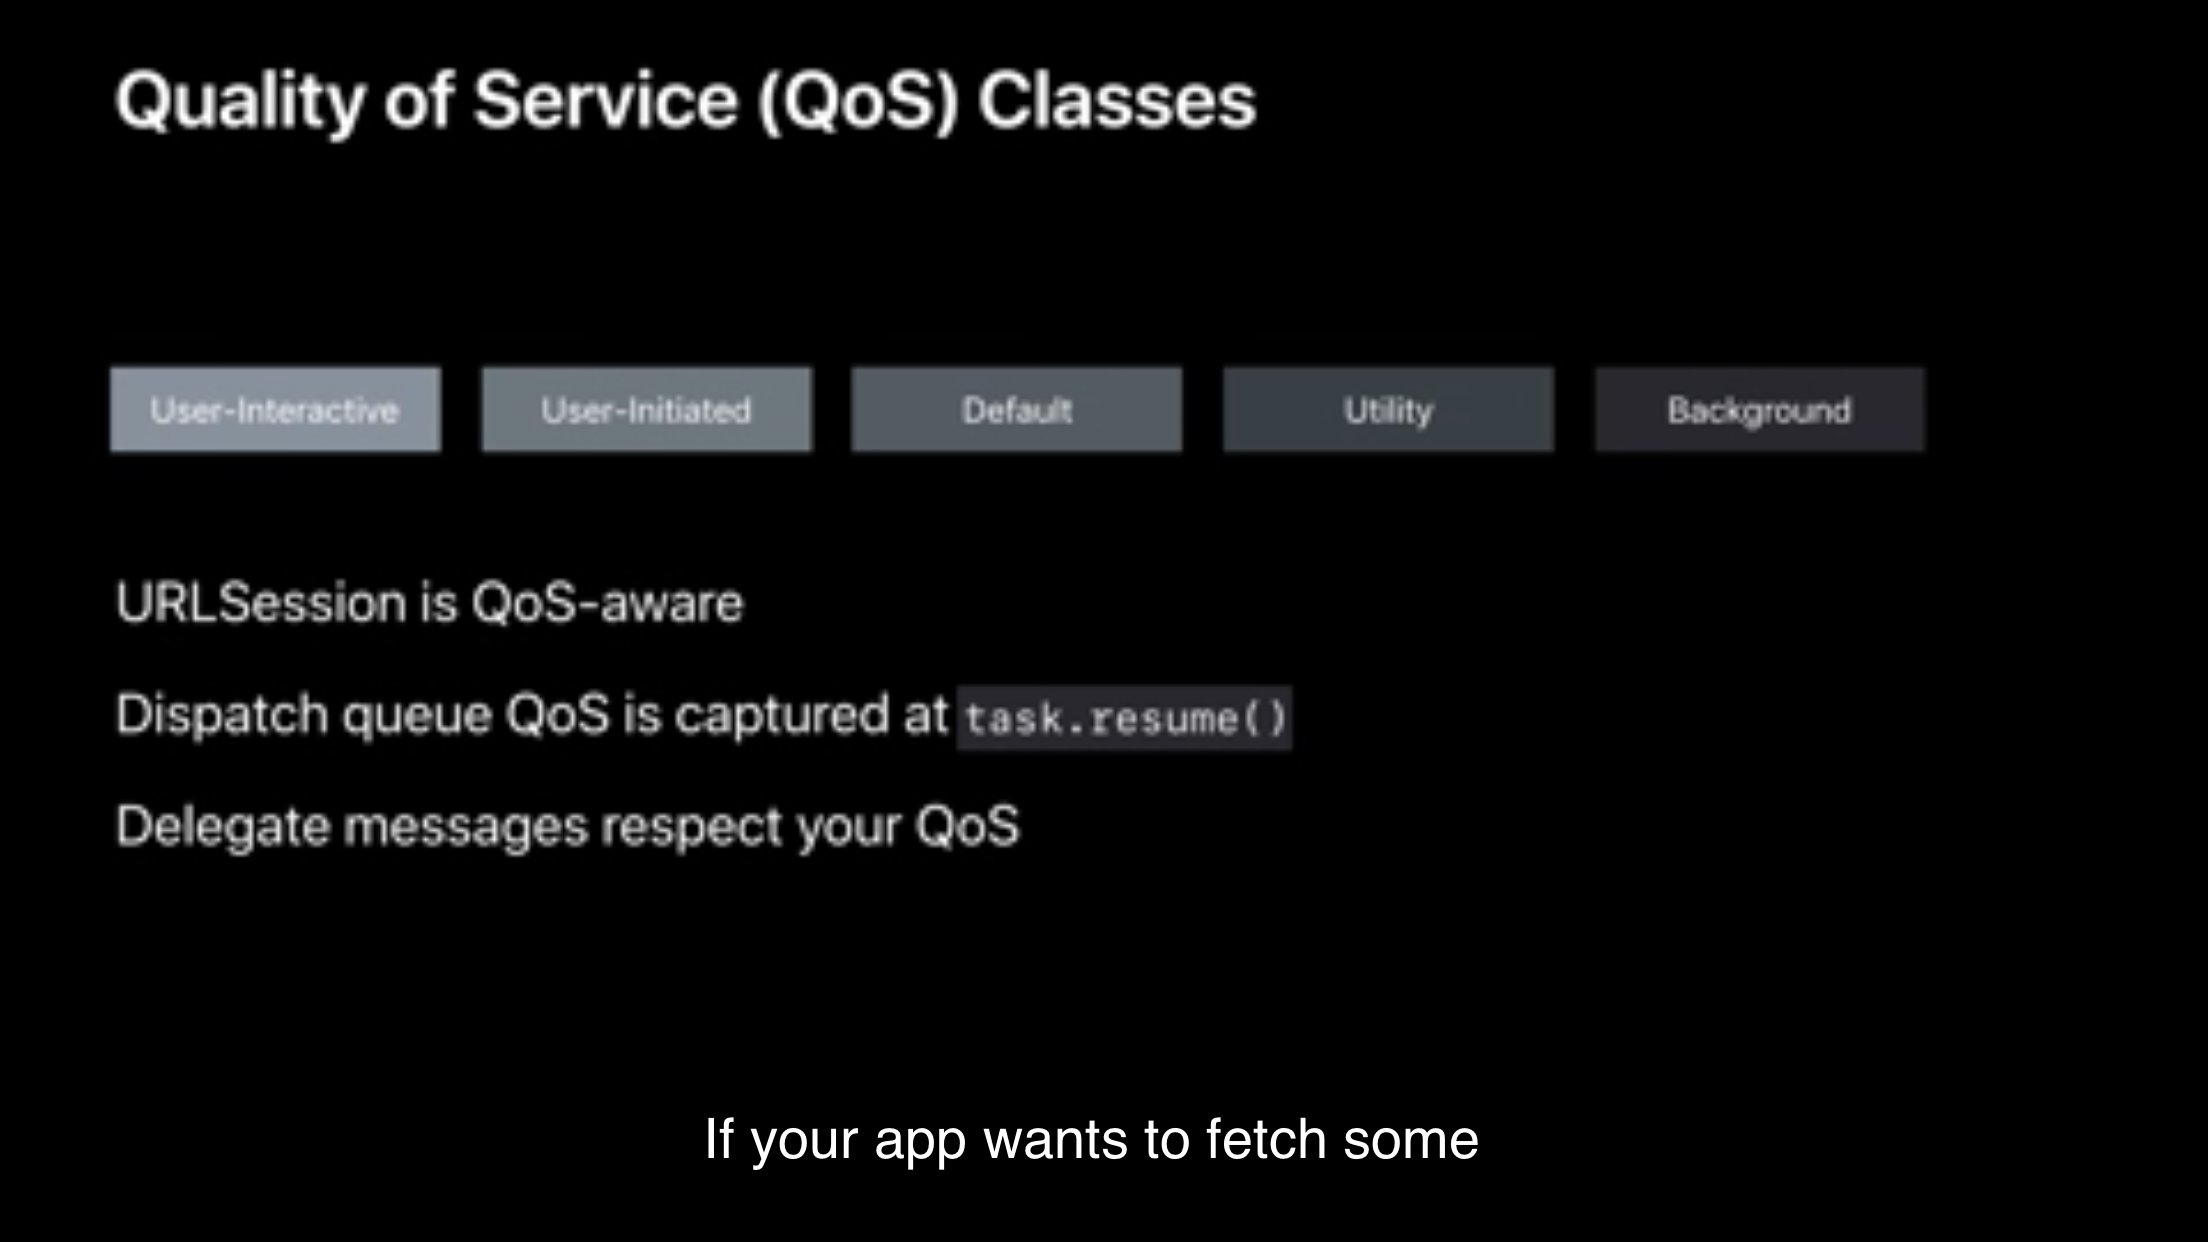 Quality of Service (QoS) Classes
User-Interactive
User-Initiated
Default
Utility
Background
URLSession is QoS-aware
Dispatch queue QoS is captured at task.resume()
Delegate messages respect your QoS
If your app wants to fetch some